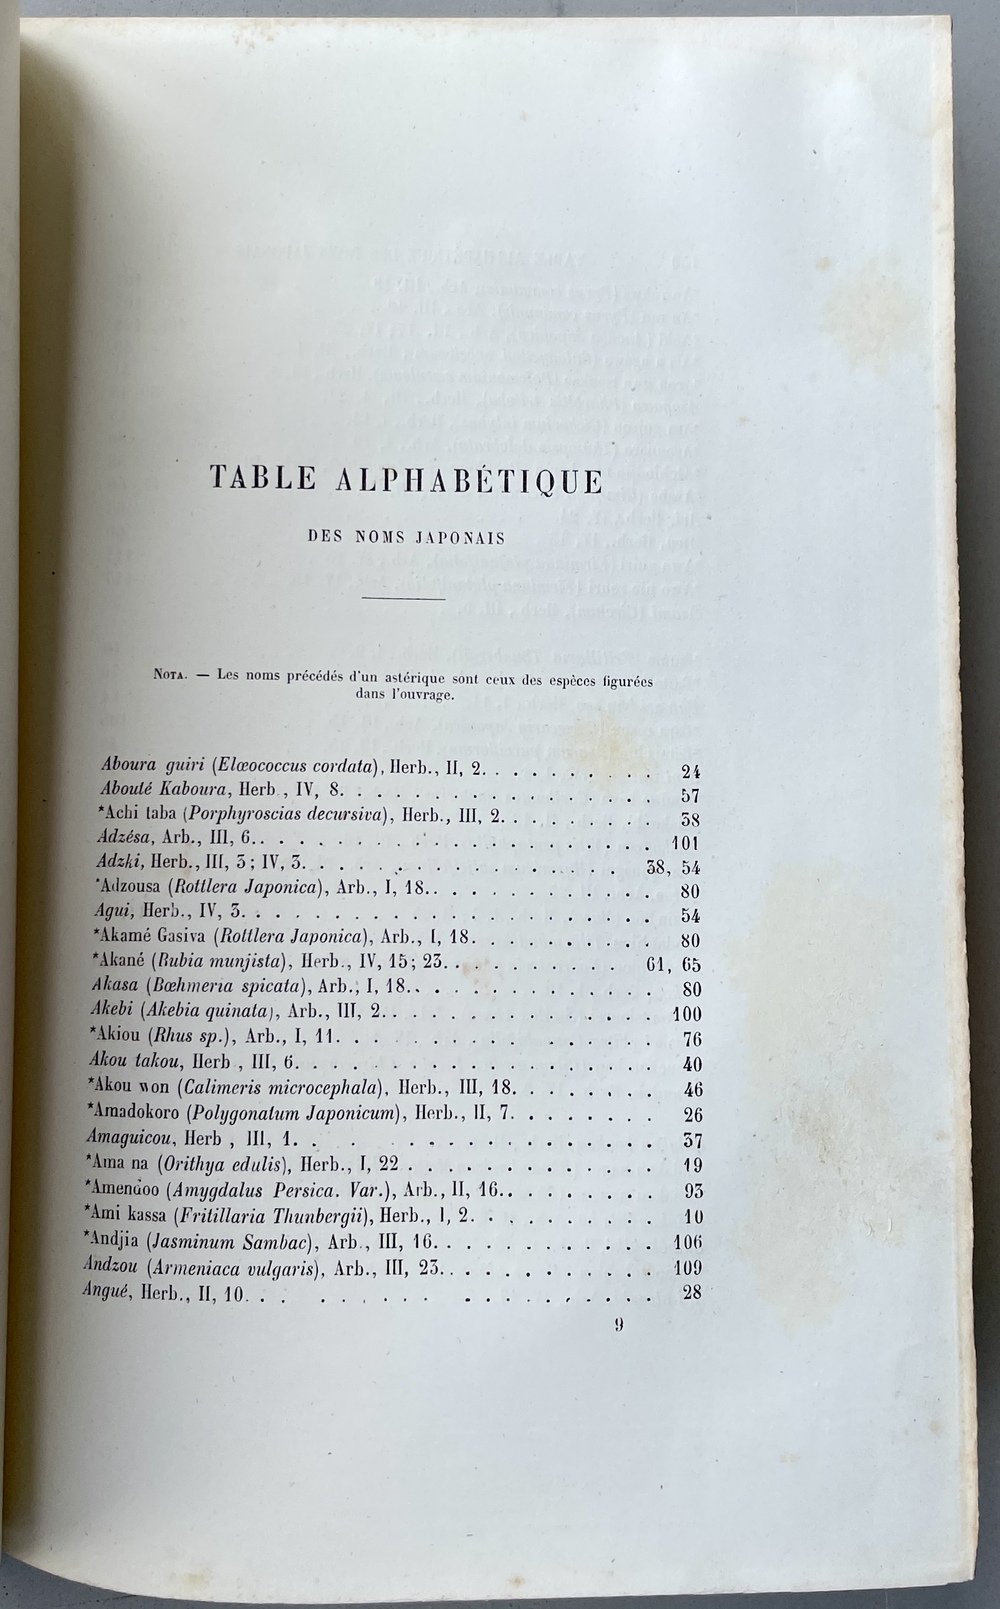 TABLE ALPHABÉTIQUE
DES NOMS JAPONAIS
NOTA. — Les noms précédés d'un astérique sont ceux des espèces figurées
dans l'ouvrage.
Aboura guiri (Elœococcus cordata), Herb., II, 2. . . . . . . . . . 24
Abouté Kaboura, Herb , IV, 8. . . . . . . . . . . . . . . . . 57
*Achi taba (Porphyroscias decursiva), Herb., III, 2. . . . . . . . . 38
Adzésa, Arb., III, 6. . . . . . . . . . . . . . . . . . . . . 101
Adzki, Herb., III, 3; IV, 3. . . . . . . . . . . . . . . . . 38, 54
*Adzousa (Rottlera Japonica), Arb., I, 18. . . . . . . . . . . . . 80
Agui, Herb., IV, 3. . . . . . . . . . . . . . . . . . . . . . 54
*Akamé Gasiva (Rottlera Japonica), Arb., I, 18. . . . . . . . . . . 80
*Akané (Rubia munjista), Herb., IV, 15; 23. . . . . . . . . . 61, 65
Akasa (Bœhmeria spicata), Arb., I, 18. . . . . . . . . . . . . . 80
Akebi (Akebia quinata), Arb., III, 2. . . . . . . . . . . . . . . 100
*Akiou (Rhus sp.), Arb., I, 11. . . . . . . . . . . . . . . . . 76
Akou takou, Herb , III, 6. . . . . . . . . . . . . . . . . . . 40
*Akou won (Calimeris microcephala), Herb., III, 18. . . . . . . . . 46
*Amadokoro (Polygonatum Japonicum), Herb., II, 7. . . . . . . . 26
Amaguicou, Herb , III, 1. . . . . . . . . . . . . . . . . . 37
*Ama na (Orithya edulis), Herb., I, 22 . . . . . . . . . . . . . 19
*Amendoo (Amygdalus Persica. Var.), Arb., II, 16. . . . . . . . . . 93
*Ami kassa (Fritillaria Thunbergii), Herb., I, 2. . . . . . . . . . . 10
*Andjia (Jasminum Sambac), Arb., III, 16. . . . . . . . . . . . 106
Andzou (Armeniaca vulgaris), Arb., III, 23. . . . . . . . . . . . . 109
Angué, Herb., II, 10. . . . . . . . . . . . . . . . . . . 28
9